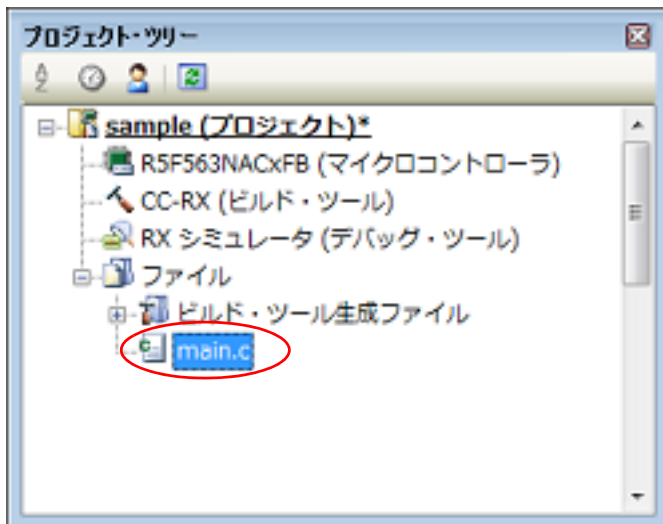 プロジェクト・ツリー
sample (プロジェクト)*
R5F563NACxFB (マイクロコントローラ)
CC-RX (ビルド・ツール)
RX シミュレータ (デバッグ・ツール)
ファイル
ビルド・ツール生成ファイル
main.c